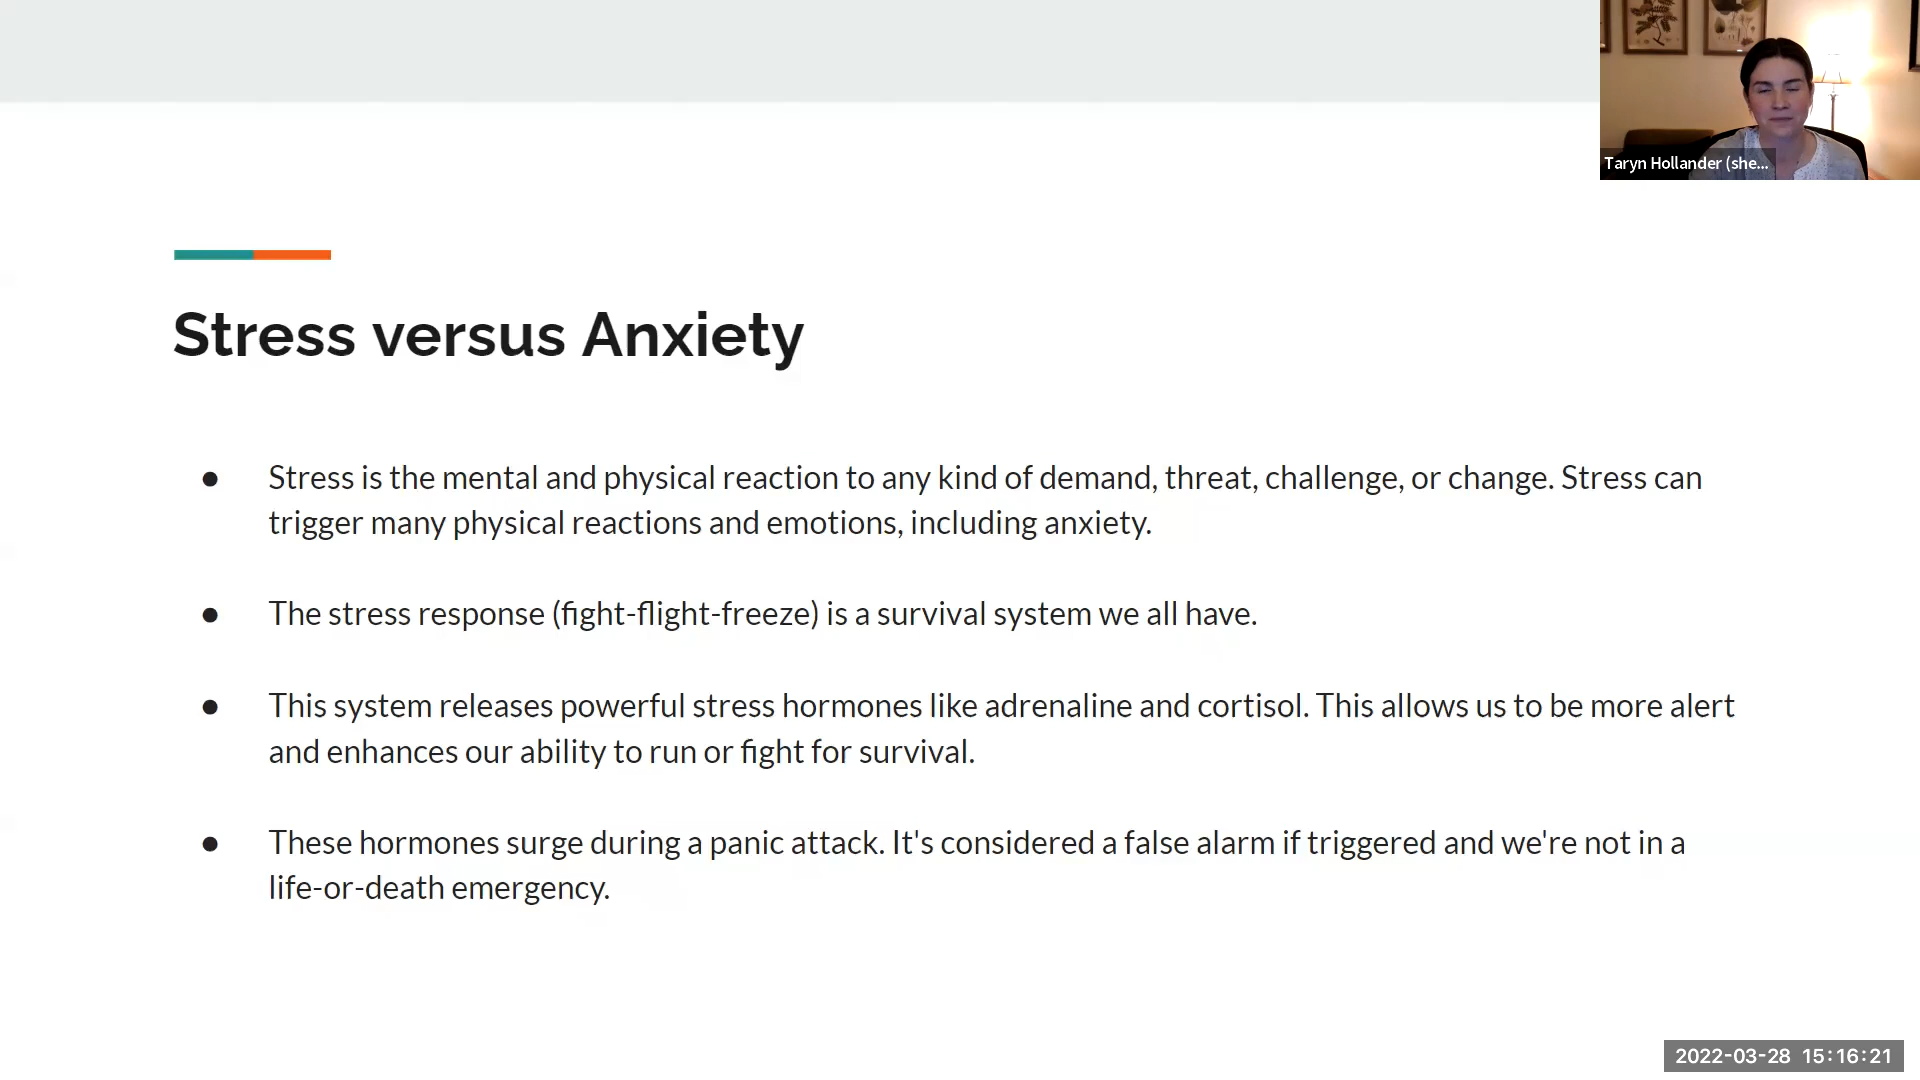 Taryn Hollander (she...
Stress versus Anxiety
● Stress is the mental and physical reaction to any kind of demand, threat, challenge, or change. Stress can
trigger many physical reactions and emotions, including anxiety.
● The stress response (fight-flight-freeze) is a survival system we all have.
● This system releases powerful stress hormones like adrenaline and cortisol. This allows us to be more alert
and enhances our ability to run or fight for survival.
● These hormones surge during a panic attack. It's considered a false alarm if triggered and we're not in a
life-or-death emergency.
2022-03-28 15:16:21